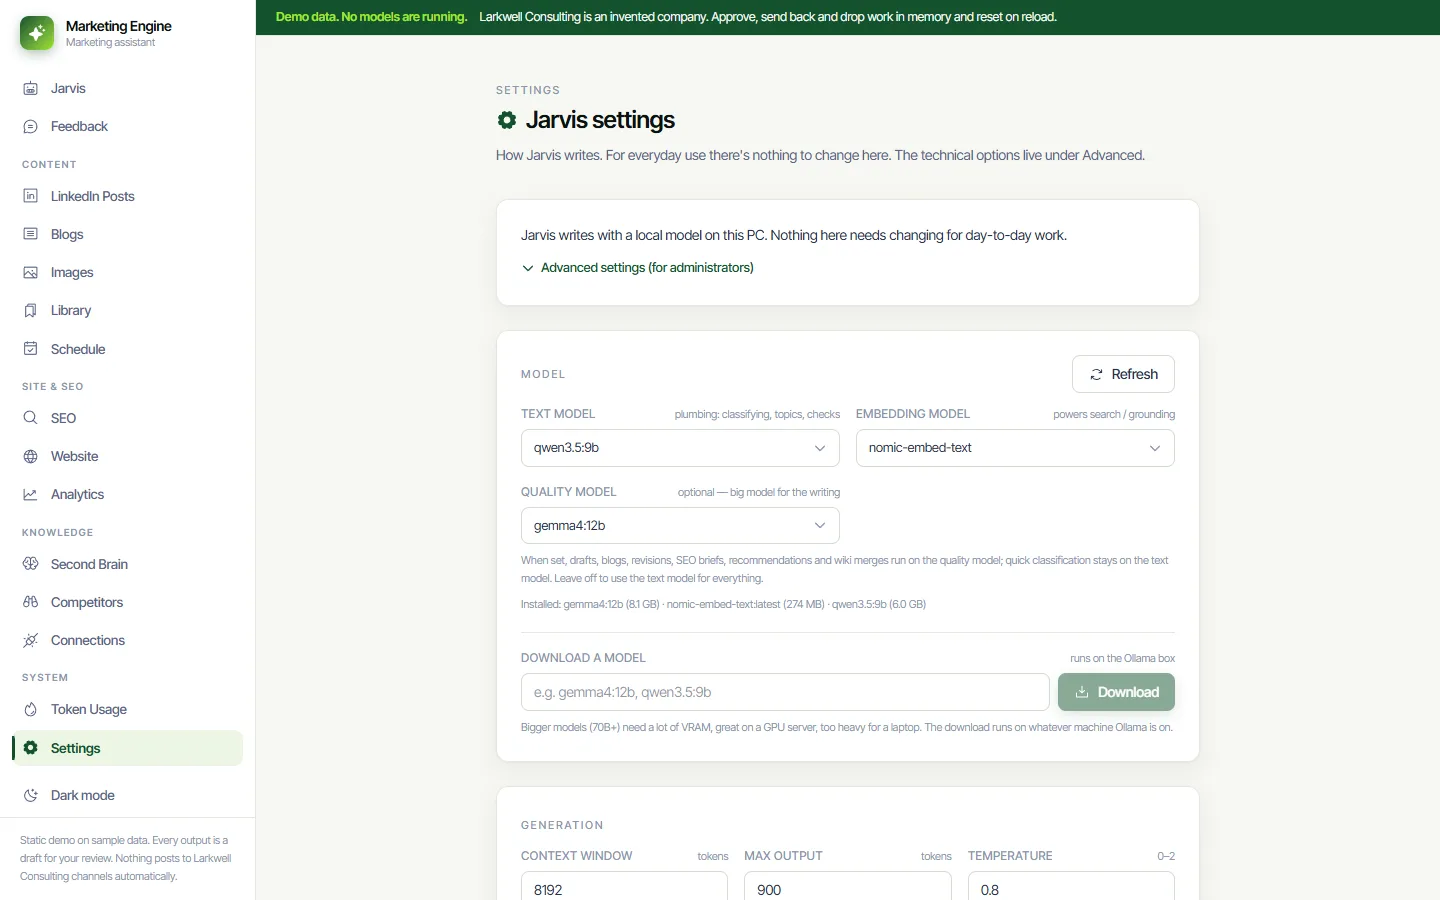 Marketing Engine
Marketing assistant
Jarvis
Feedback
CONTENT
LinkedIn Posts
Blogs
Images
Library
Schedule
SITE & SEO
SEO
Website
Analytics
KNOWLEDGE
Second Brain
Competitors
Connections
SYSTEM
Token Usage
Settings
Dark mode
Static demo on sample data. Every output is a
draft for your review. Nothing posts to Larkwell
Consulting channels automatically.
Demo data. No models are running. Larkwell Consulting is an invented company. Approve, send back and drop work in memory and reset on reload.
SETTINGS
Jarvis settings
How Jarvis writes. For everyday use there's nothing to change here. The technical options live under Advanced.
Jarvis writes with a local model on this PC. Nothing here needs changing for day-to-day work.
Advanced settings (for administrators)
MODEL
Refresh
TEXT MODEL plumbing: classifying, topics, checks
EMBEDDING MODEL powers search / grounding
qwen3.5:9b
nomic-embed-text
QUALITY MODEL optional — big model for the writing
gemma4:12b
When set, drafts, blogs, revisions, SEO briefs, recommendations and wiki merges run on the quality model; quick classification stays on the text
model. Leave off to use the text model for everything.
Installed: gemma4:12b (8.1 GB) · nomic-embed-text:latest (274 MB) · qwen3.5:9b (6.0 GB)
DOWNLOAD A MODEL runs on the Ollama box
e.g. gemma4:12b, qwen3.5:9b
Download
Bigger models (70B+) need a lot of VRAM, great on a GPU server, too heavy for a laptop. The download runs on whatever machine Ollama is on.
GENERATION
CONTEXT WINDOW tokens
MAX OUTPUT tokens
TEMPERATURE 0–2
8192
900
0.8